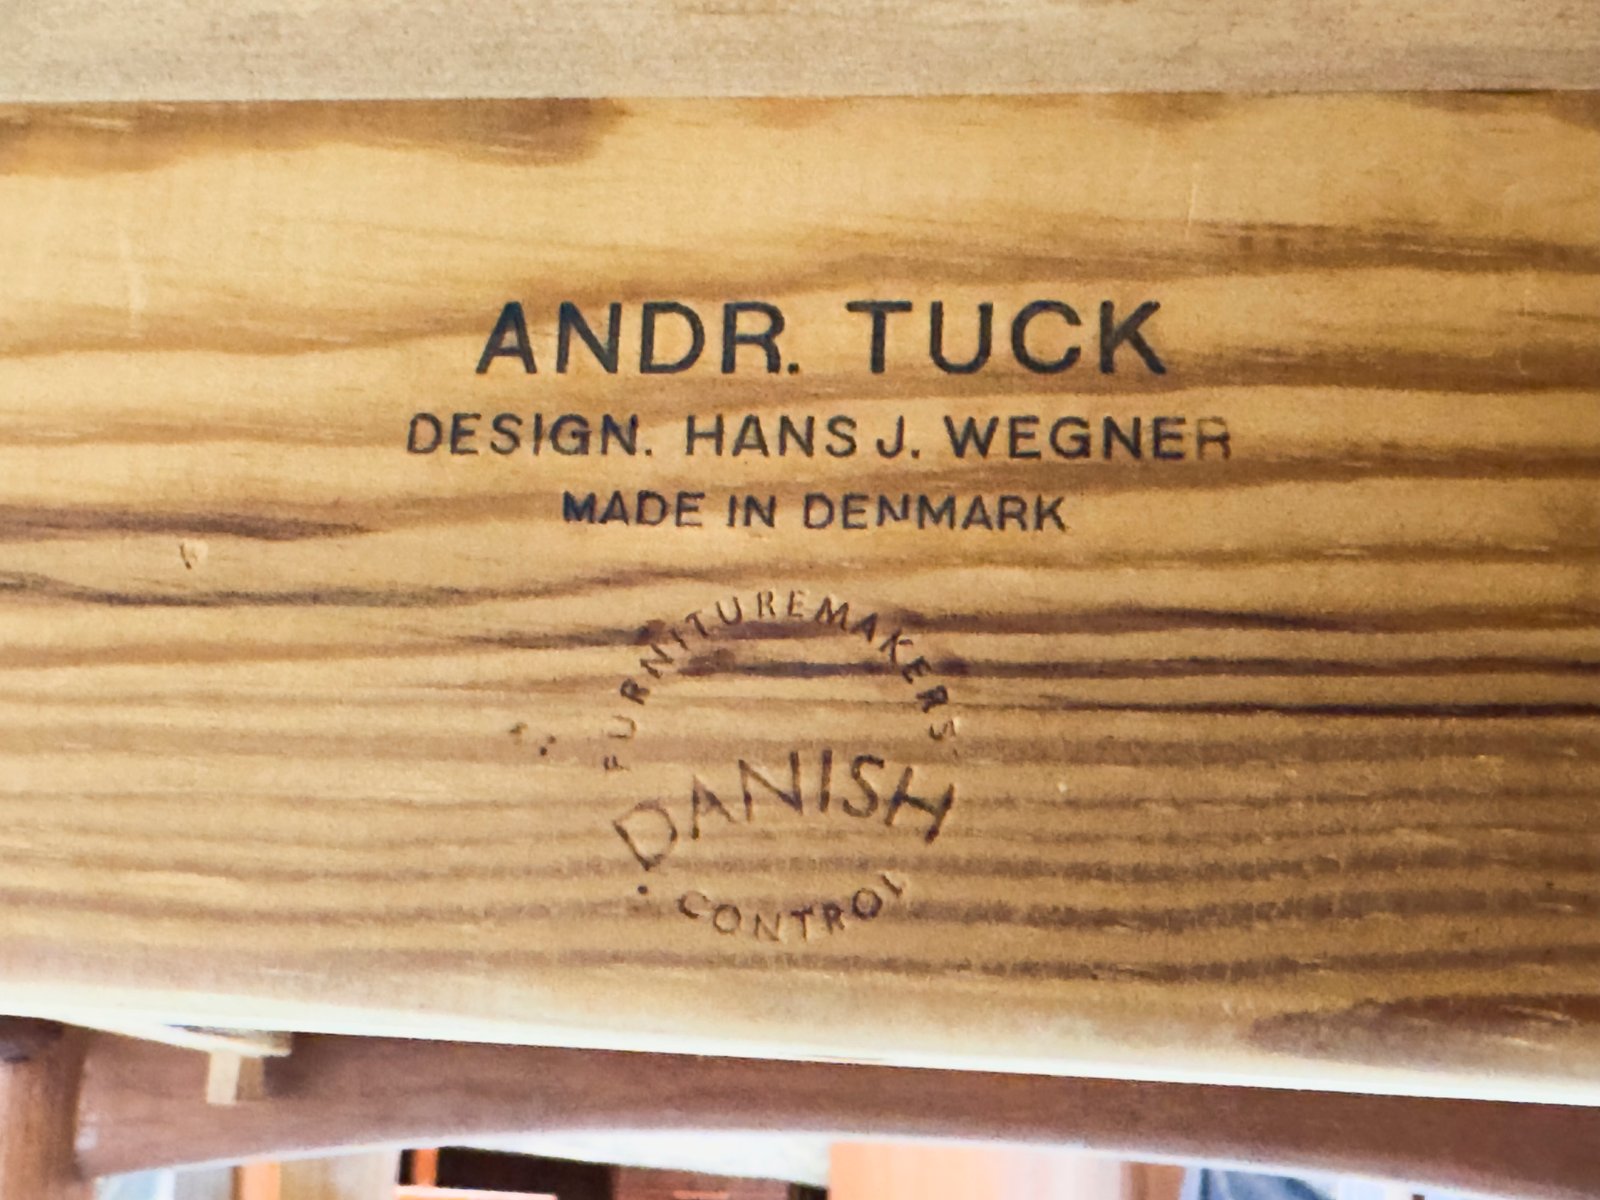 ANDR. TUCK
DESIGN. HANS J. WEGNER
MADE IN DENMARK
FURNITUREMAKERS'
DANISH
CONTROL